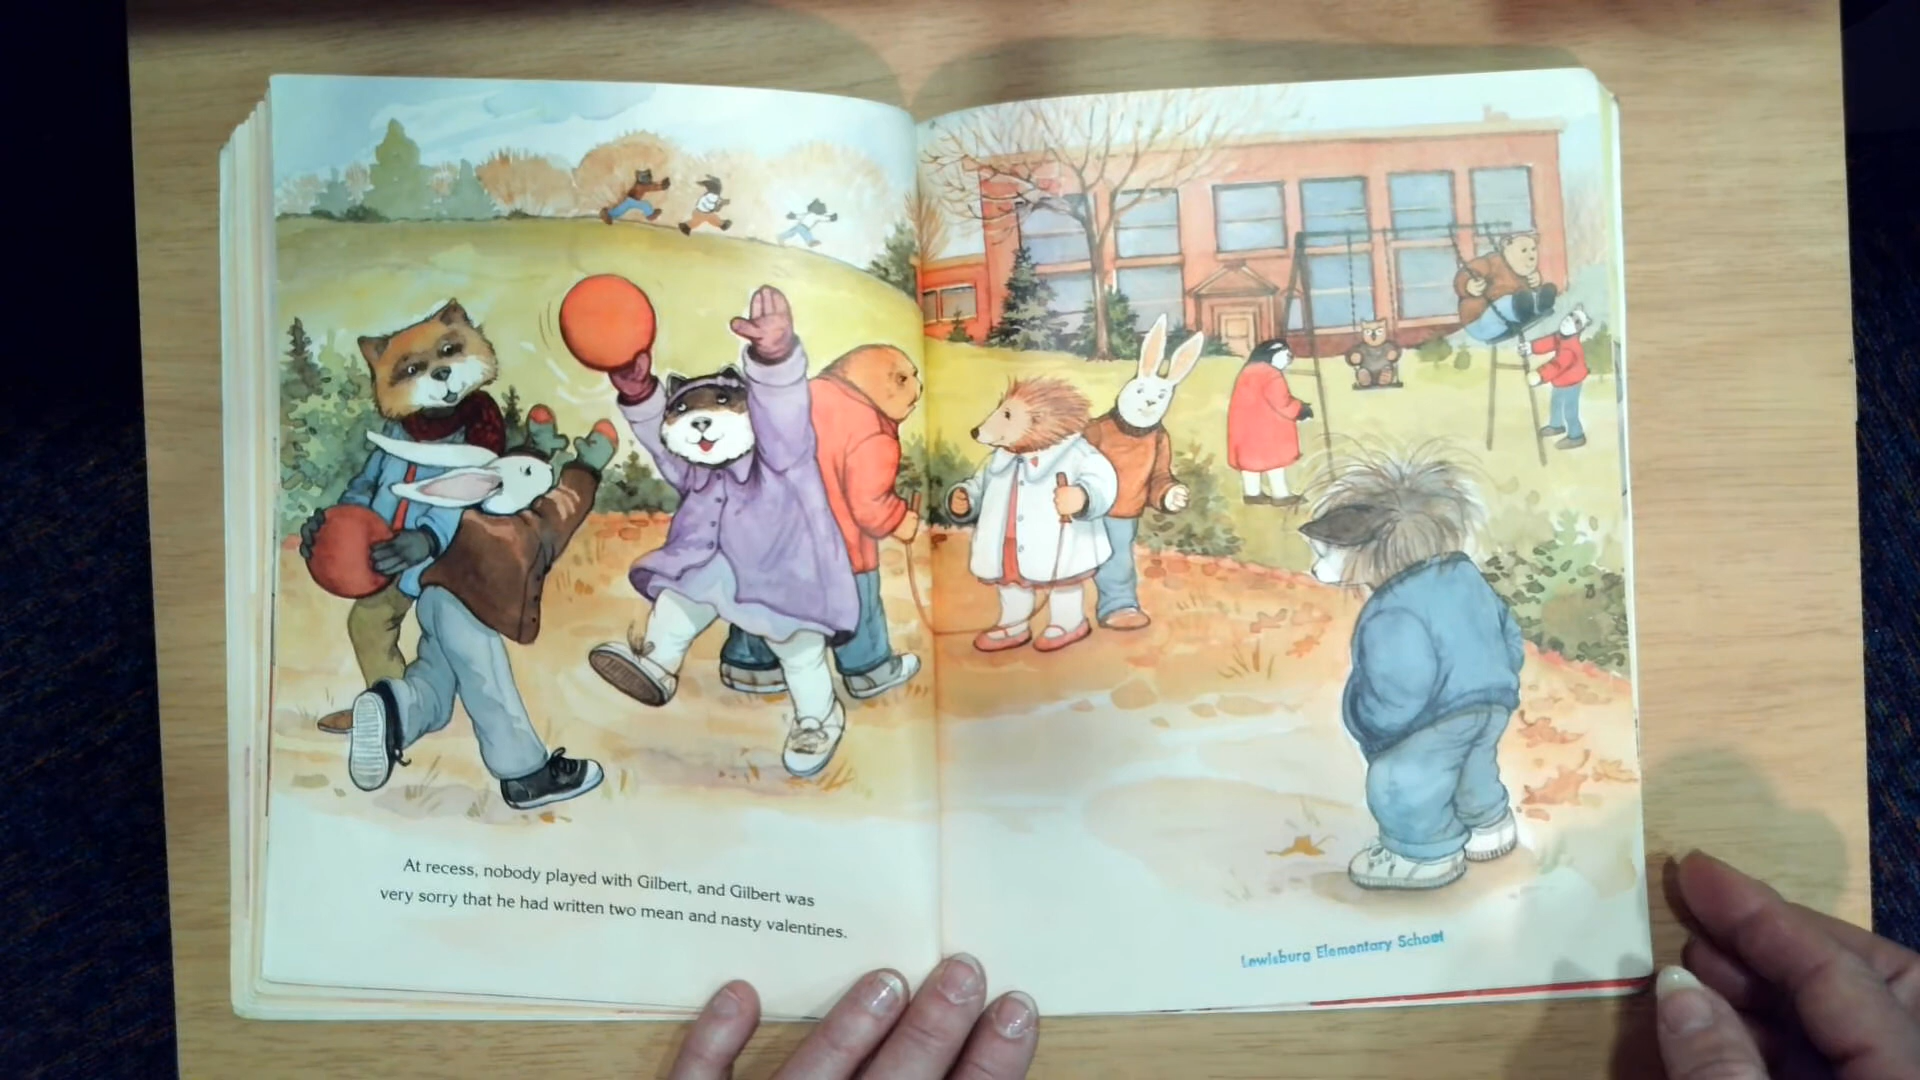 At recess, nobody played with Gilbert, and Gilbert was
very sorry that he had written two mean and nasty valentines.
Lewisburg Elementary School